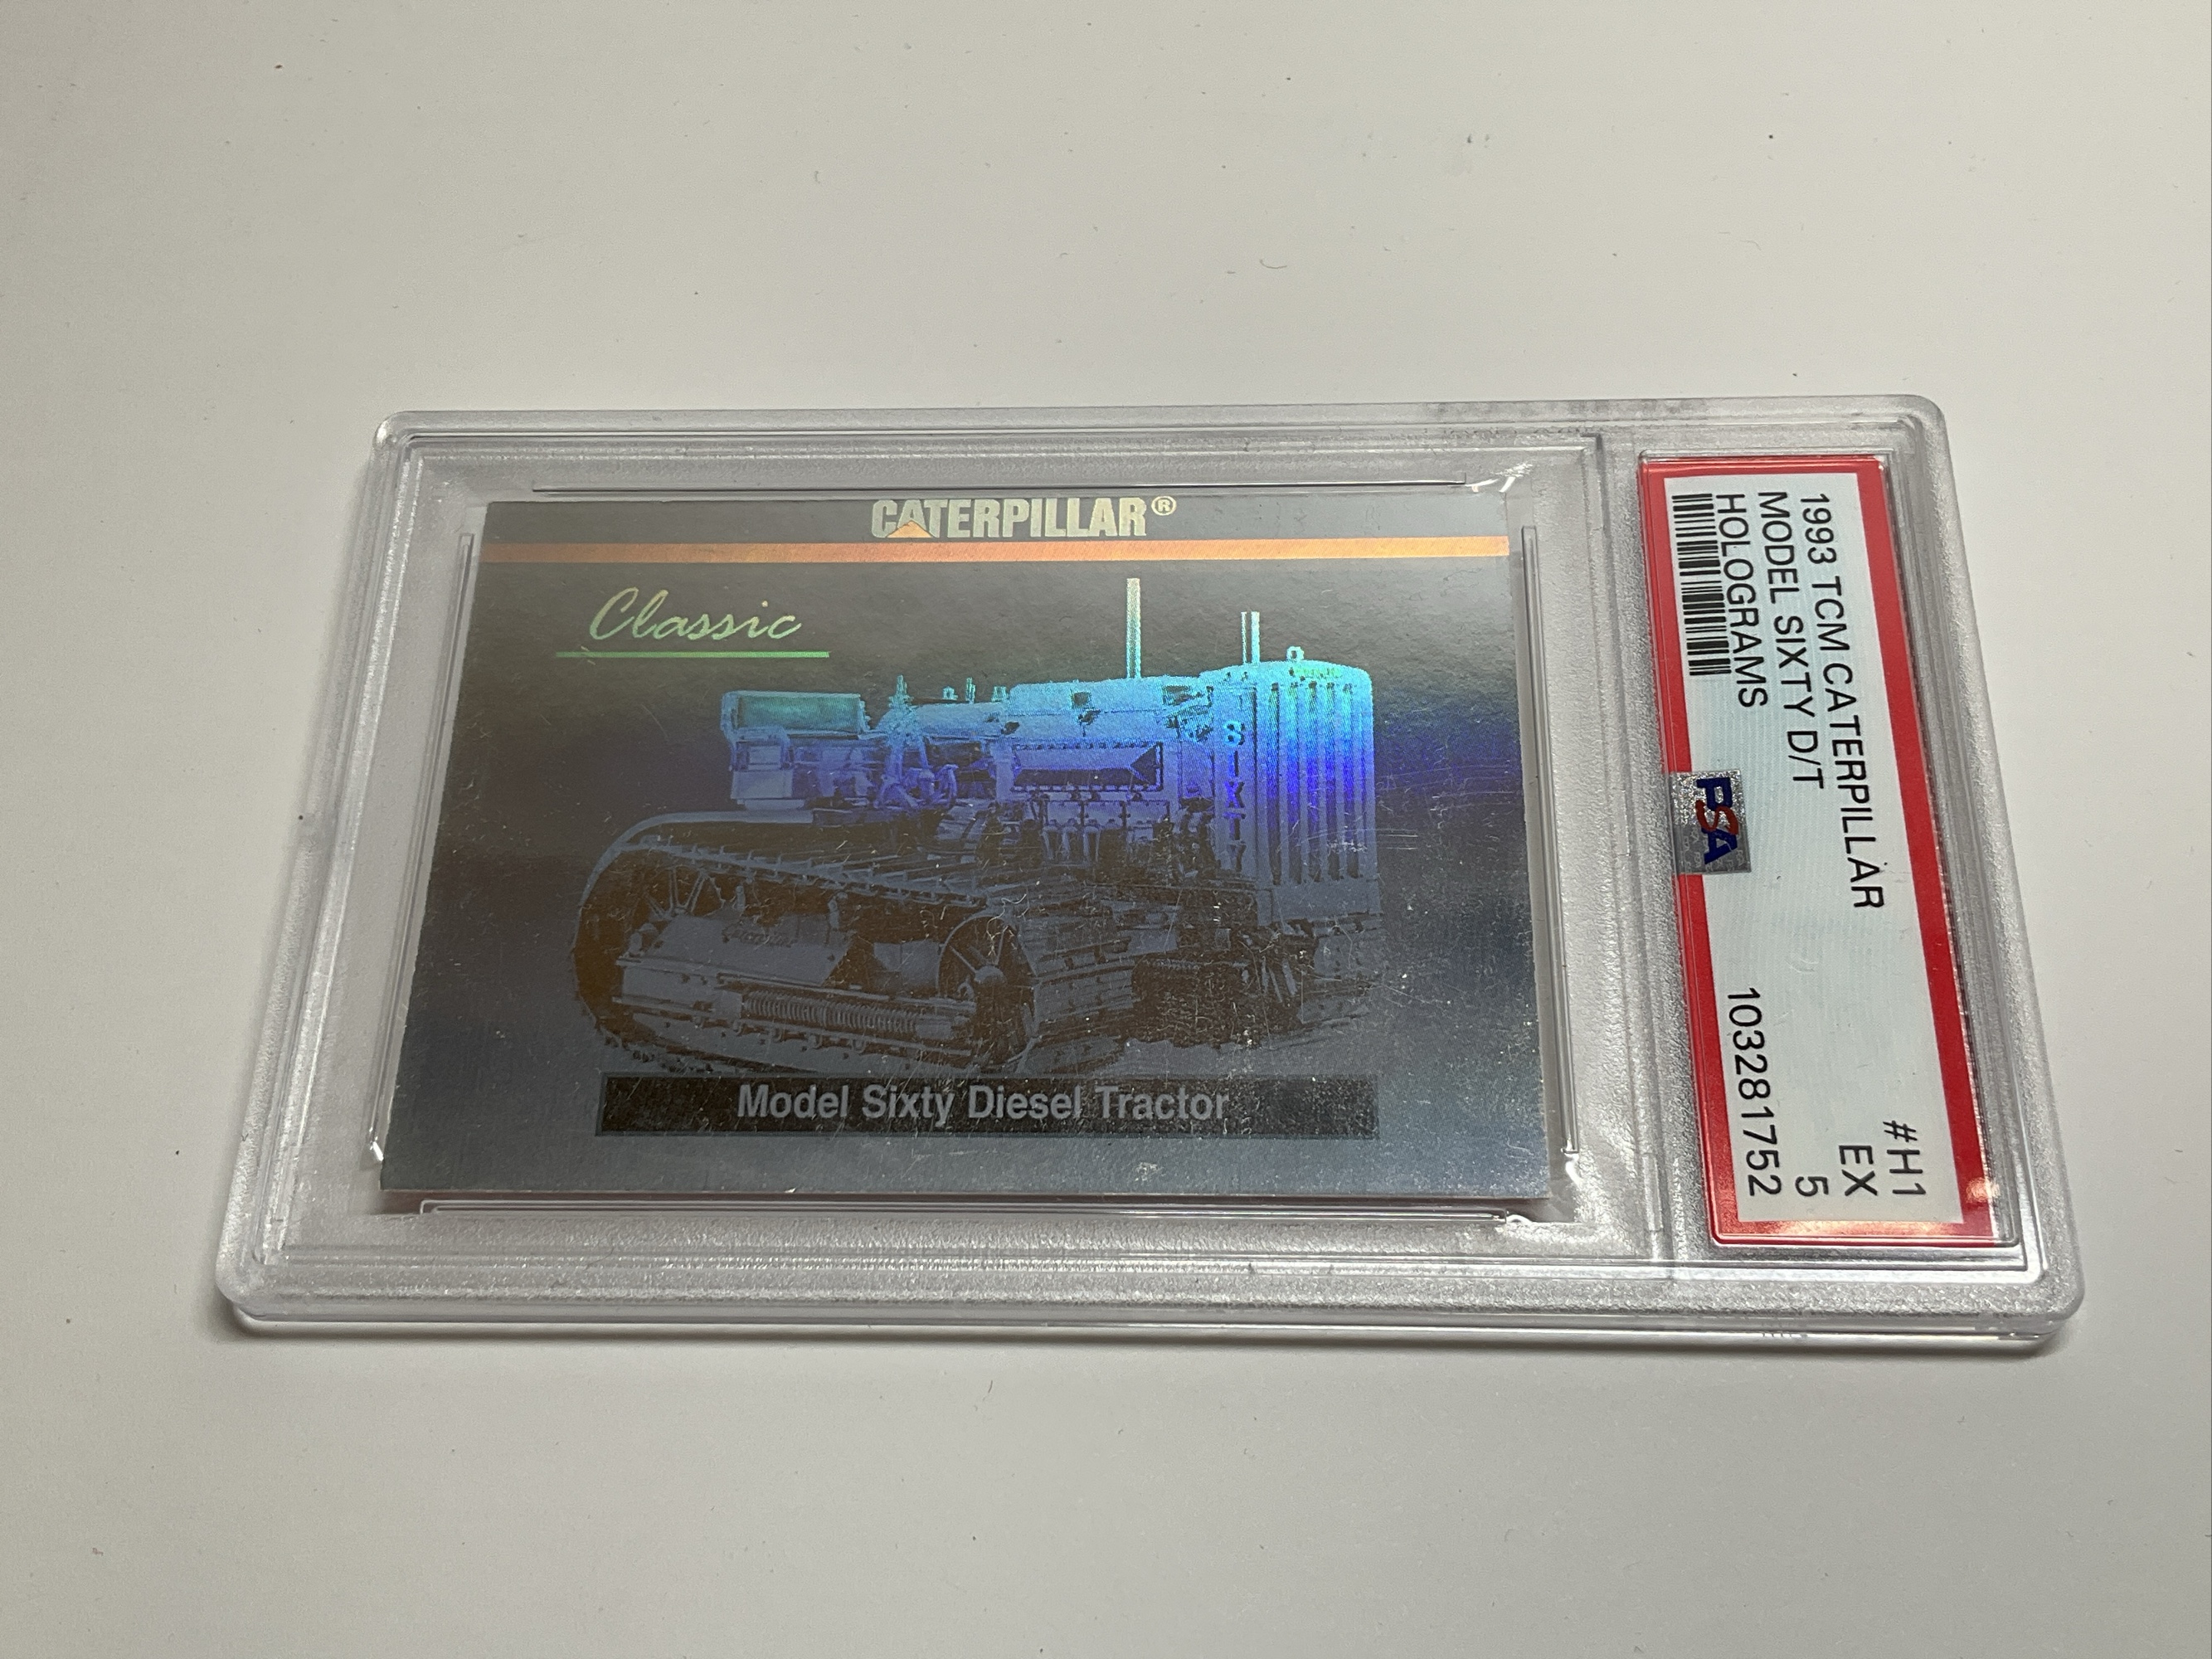 CATERPILLAR®
Classic
SIXTY
Model Sixty Diesel Tractor
1993 TCM CATERPILLAR #H1
MODEL SIXTY D/T EX
HOLOGRAMS 5
PSA
103281752